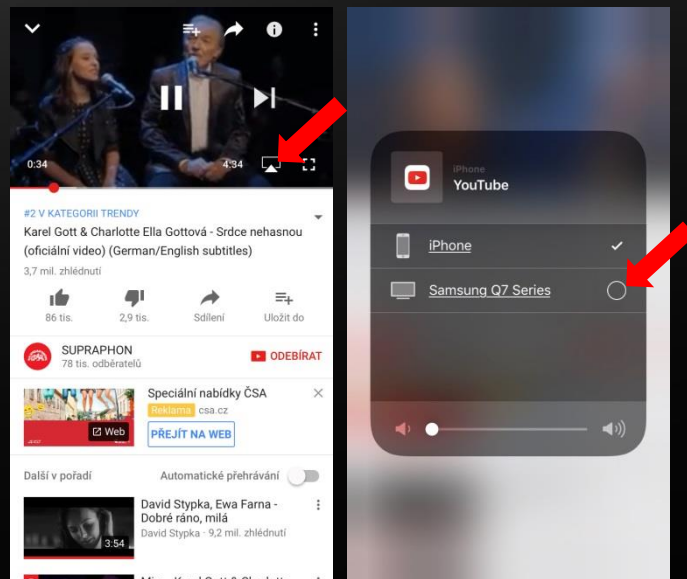 0:34
4:34
#2 V KATEGORII TRENDY
Karel Gott & Charlotte Ella Gottová - Srdce nehasnou
(oficiální video) (German/English subtitles)
3,7 mil. zhlédnutí
86 tis.
2,9 tis.
Sdílení
Uložit do
SUPRAPHON
78 tis. odběratelů
ODEBÍRAT
Speciální nabídky ČSA
Reklama csa.cz
Web
PŘEJÍT NA WEB
Další v pořadí
Automatické přehrávání
David Stypka, Ewa Farna -
Dobré ráno, milá
David Stypka · 9,2 mil. zhlédnutí
3:54
iPhone
YouTube
iPhone
Samsung Q7 Series